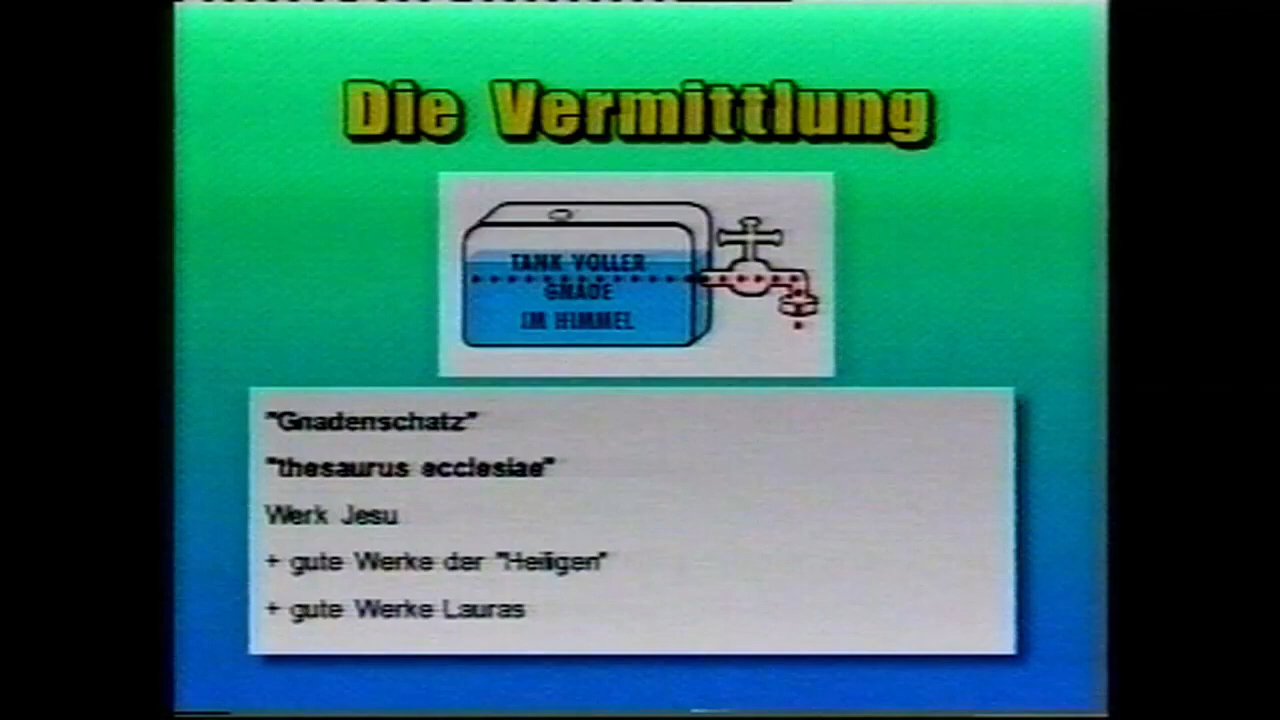 Die Vermittlung
TANK VOLLER
GNADE
IM HIMMEL
"Gnadenschatz"
"thesaurus ecclesiae"
Werk Jesu
+ gute Werke der "Heiligen"
+ gute Werke Lauras